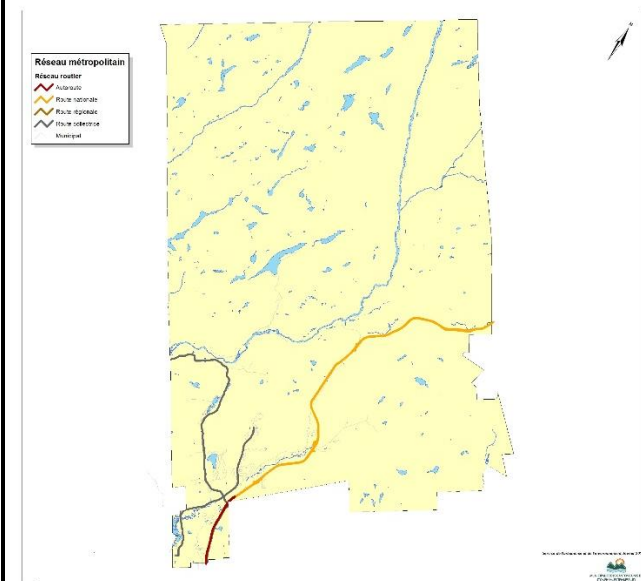 Réseau métropolitain
Réseau routier
Autoroute
Route nationale
Route régionale
Route collectrice
Municipal